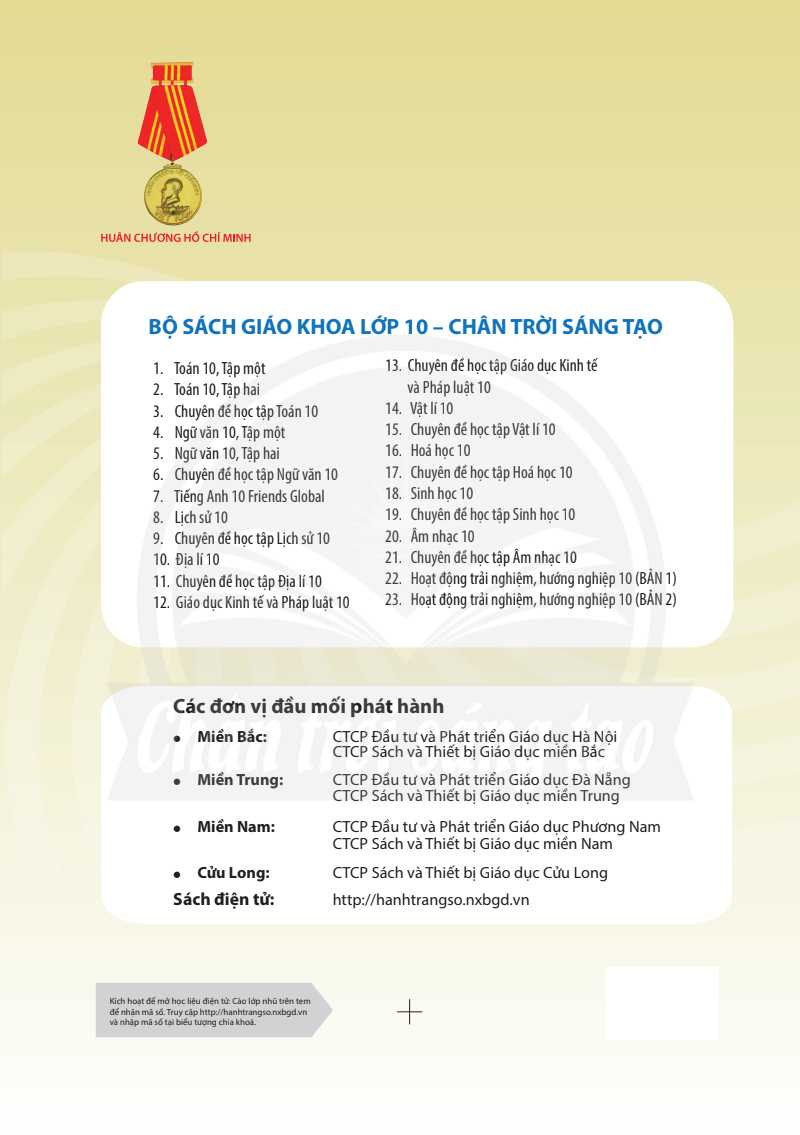 HUÂN CHƯƠNG HỒ CHÍ MINH
BỘ SÁCH GIÁO KHOA LỚP 10 – CHÂN TRỜI SÁNG TẠO
1. Toán 10, Tập một
2. Toán 10, Tập hai
3. Chuyên đề học tập Toán 10
4. Ngữ văn 10, Tập một
5. Ngữ văn 10, Tập hai
6. Chuyên đề học tập Ngữ văn 10
7. Tiếng Anh 10 Friends Global
8. Lịch sử 10
9. Chuyên đề học tập Lịch sử 10
10. Địa lí 10
11. Chuyên đề học tập Địa lí 10
12. Giáo dục Kinh tế và Pháp luật 10
13. Chuyên đề học tập Giáo dục Kinh tế
và Pháp luật 10
14. Vật lí 10
15. Chuyên đề học tập Vật lí 10
16. Hoá học 10
17. Chuyên đề học tập Hoá học 10
18. Sinh học 10
19. Chuyên đề học tập Sinh học 10
20. Âm nhạc 10
21. Chuyên đề học tập Âm nhạc 10
22. Hoạt động trải nghiệm, hướng nghiệp 10 (BẢN 1)
23. Hoạt động trải nghiệm, hướng nghiệp 10 (BẢN 2)
Chân trời sáng tạo
Các đơn vị đầu mối phát hành
• Miền Bắc: CTCP Đầu tư và Phát triển Giáo dục Hà Nội
CTCP Sách và Thiết bị Giáo dục miền Bắc
• Miền Trung: CTCP Đầu tư và Phát triển Giáo dục Đà Nẵng
CTCP Sách và Thiết bị Giáo dục miền Trung
• Miền Nam: CTCP Đầu tư và Phát triển Giáo dục Phương Nam
CTCP Sách và Thiết bị Giáo dục miền Nam
• Cửu Long: CTCP Sách và Thiết bị Giáo dục Cửu Long
Sách điện tử: http://hanhtrangso.nxbgd.vn
Kích hoạt để mở học liệu điện tử: Cào lớp nhũ trên tem
để nhận mã số. Truy cập http://hanhtrangso.nxbgd.vn
và nhập mã số tại biểu tượng chìa khoá.